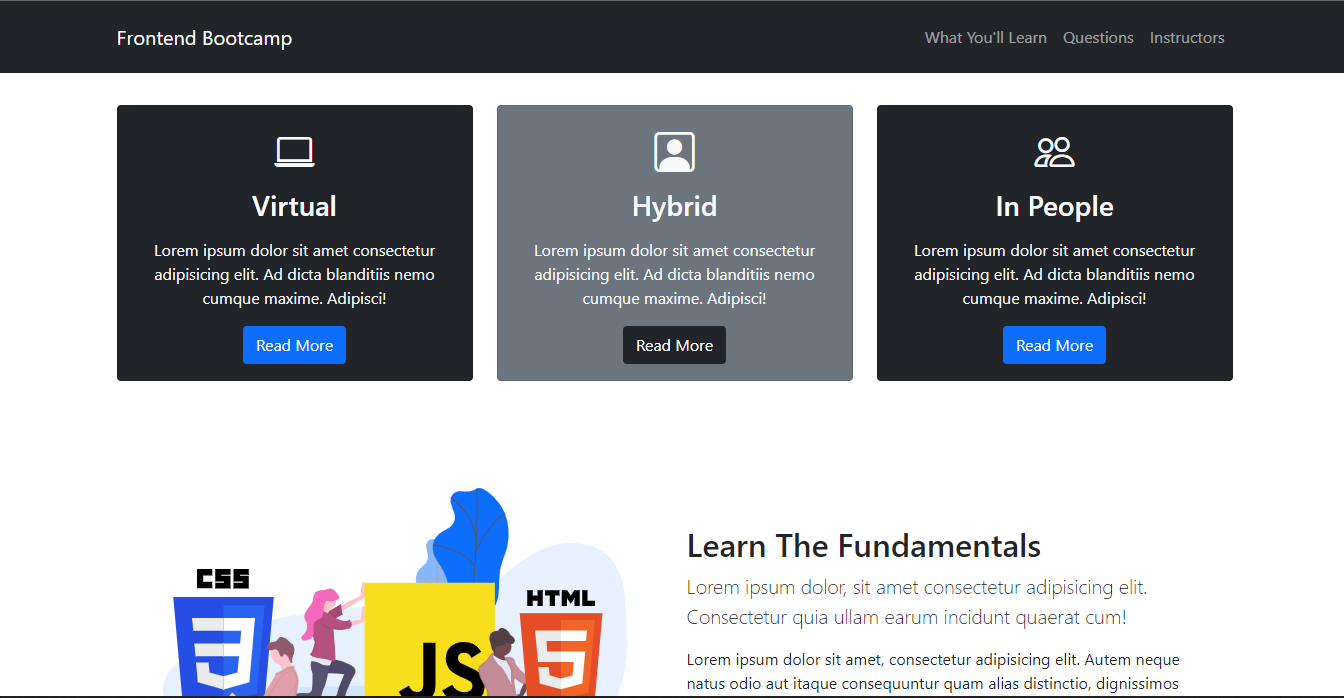 Frontend Bootcamp
What You'll Learn
Questions
Instructors
Virtual
Lorem ipsum dolor sit amet consectetur
adipisicing elit. Ad dicta blanditiis nemo
cumque maxime. Adipisci!
Read More
Hybrid
Lorem ipsum dolor sit amet consectetur
adipisicing elit. Ad dicta blanditiis nemo
cumque maxime. Adipisci!
Read More
In People
Lorem ipsum dolor sit amet consectetur
adipisicing elit. Ad dicta blanditiis nemo
cumque maxime. Adipisci!
Read More
CSS
3
JS
HTML
5
Learn The Fundamentals
Lorem ipsum dolor, sit amet consectetur adipisicing elit.
Consectetur quia ullam earum incidunt quaerat cum!
Lorem ipsum dolor sit amet, consectetur adipisicing elit. Autem neque
natus odio aut itaque consequuntur quam alias distinctio, dignissimos